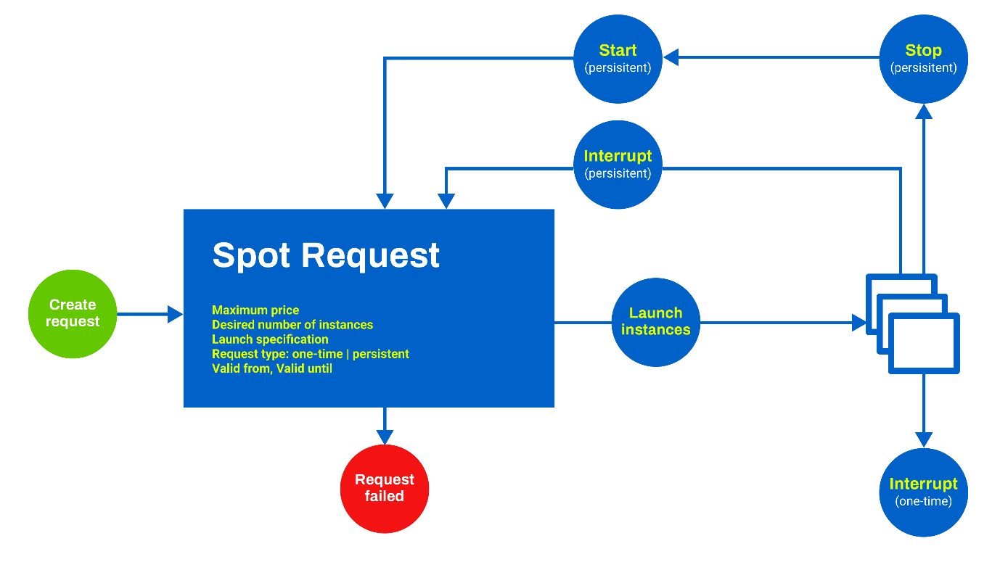 Start
(persisitent)
Stop
(persisitent)
Interrupt
(persisitent)
Spot Request
Create
request
Maximum price
Desired number of instances
Launch specification
Request type: one-time | persistent
Valid from, Valid until
Launch
instances
Request
failed
Interrupt
(one-time)